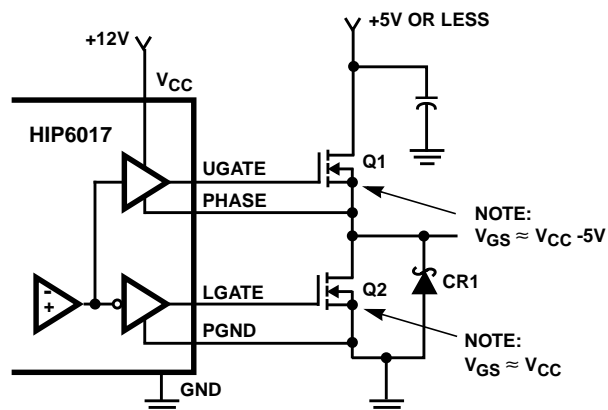 +5V OR LESS
+12V
VCC
HIP6017
UGATE
Q1
PHASE
NOTE:
VGS ≈ VCC -5V
- +
LGATE
Q2
CR1
PGND
NOTE:
VGS ≈ VCC
GND